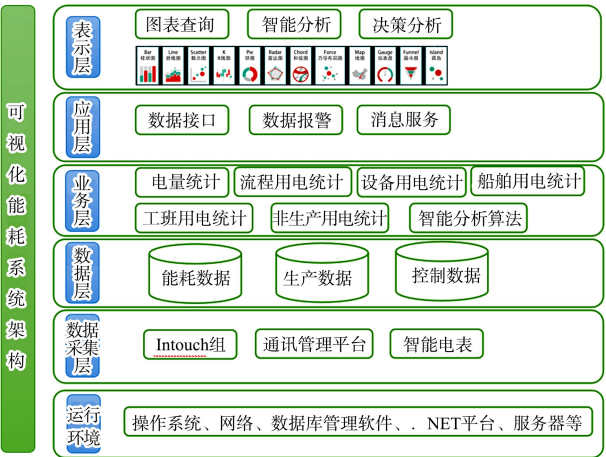 可视化能耗系统架构
表示层
图表查询 智能分析 决策分析
Bar Line Scatter K Pie Radar Chord Force Map Gauge Funnel Island
柱状图 折线图 散点图 K线图 饼图 雷达图 和弦图 力导布局图 地图 仪表盘 漏斗图 孤岛
应用层
数据接口 数据报警 消息服务
业务层
电量统计 流程用电统计 设备用电统计 船舶用电统计
工班用电统计 非生产用电统计 智能分析算法
数据层
能耗数据 生产数据 控制数据
数据采集层
Intouch组 通讯管理平台 智能电表
运行环境
操作系统、网络、数据库管理软件、. NET平台、服务器等